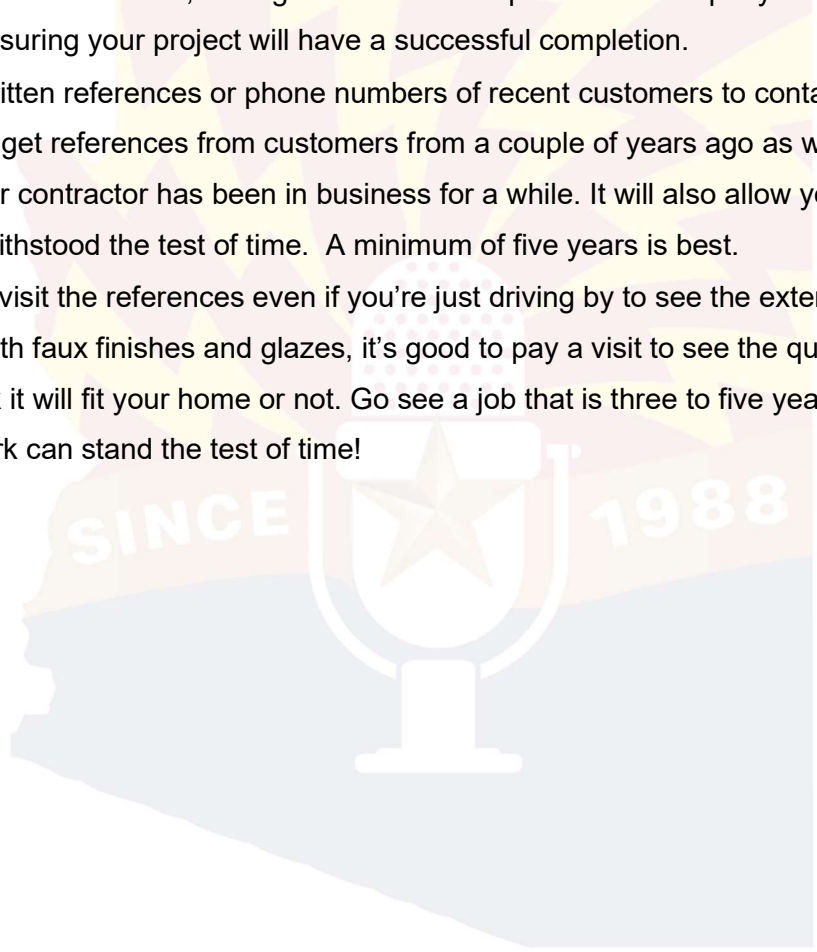 suring your project will have a successful completion.
itten references or phone numbers of recent customers to conta
get references from customers from a couple of years ago as w
r contractor has been in business for a while. It will also allow y
ithstood the test of time.  A minimum of five years is best.
visit the references even if you’re just driving by to see the exter
th faux finishes and glazes, it’s good to pay a visit to see the qu
it will fit your home or not. Go see a job that is three to five yea
rk can stand the test of time!
SINCE 1988